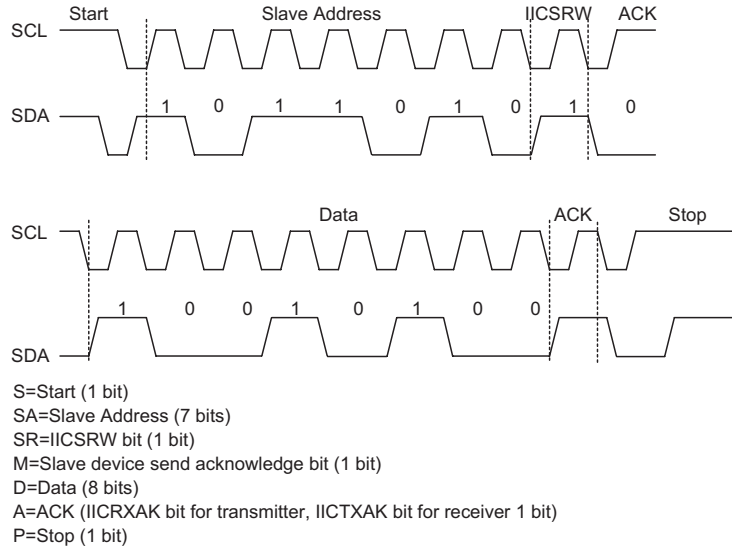 Start Slave Address IICSRW ACK
SCL
SDA 1 0 1 1 0 1 0 1 0
Data ACK Stop
SCL
1 0 0 1 0 1 0 0
SDA
S=Start (1 bit)
SA=Slave Address (7 bits)
SR=IICSRW bit (1 bit)
M=Slave device send acknowledge bit (1 bit)
D=Data (8 bits)
A=ACK (IICRXAK bit for transmitter, IICTXAK bit for receiver 1 bit)
P=Stop (1 bit)